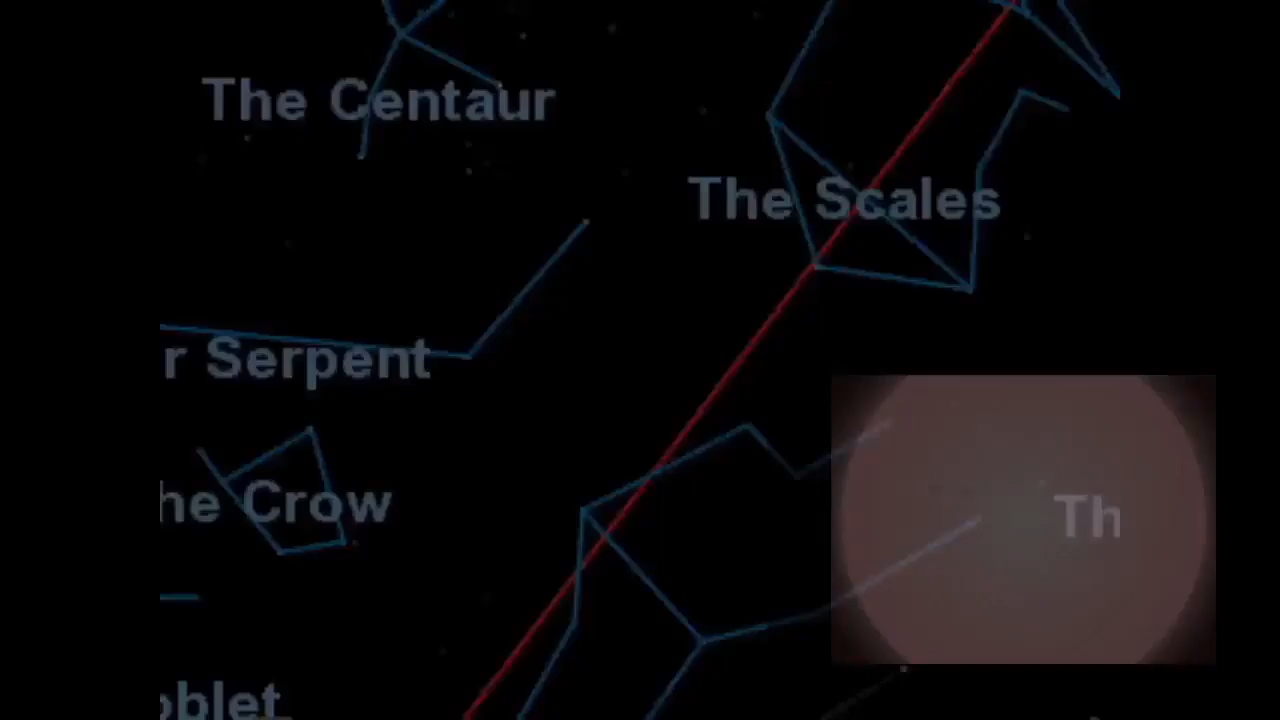 The Centaur
The Scales
r Serpent
he Crow
Th
oblet